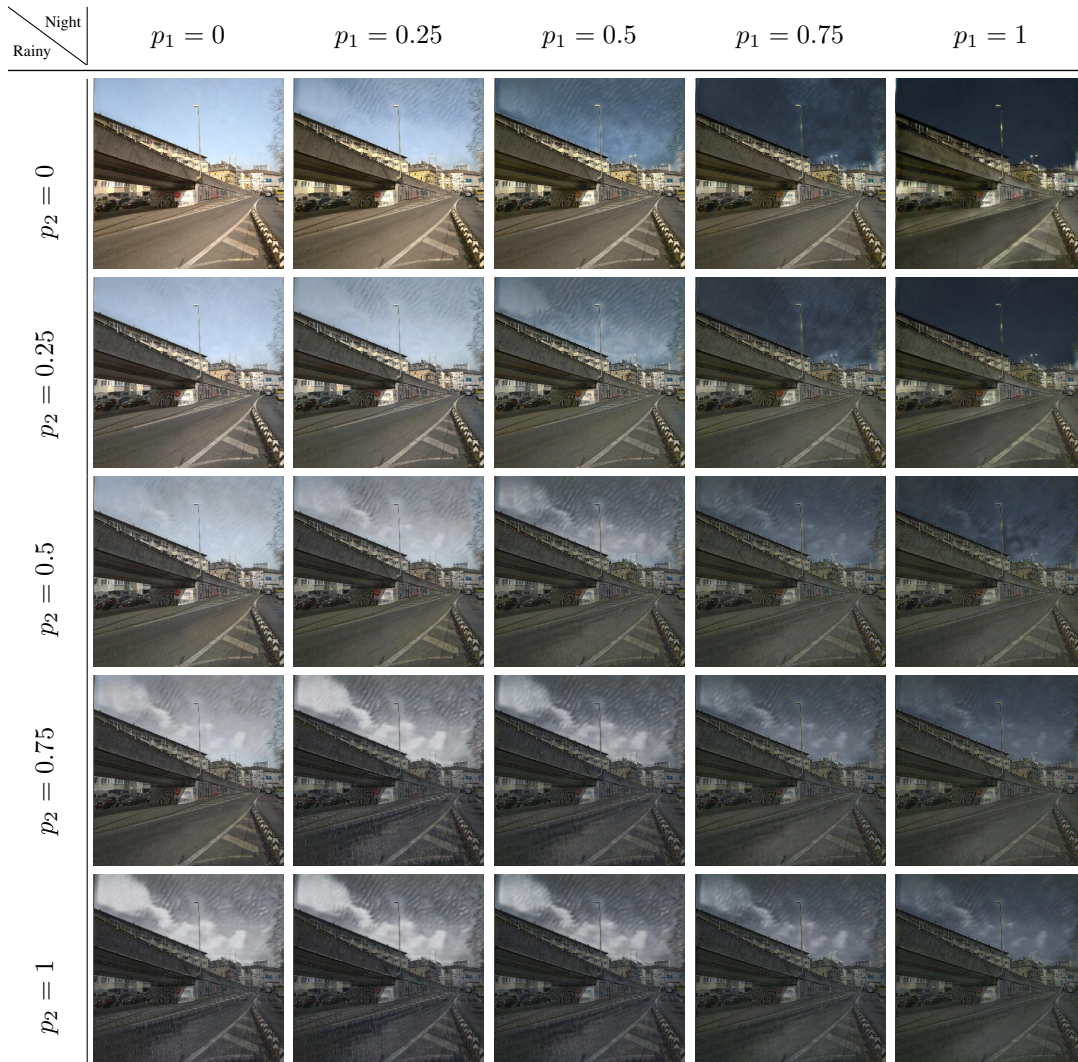 Night
Rainy
p₁ = 0
p₁ = 0.25
p₁ = 0.5
p₁ = 0.75
p₁ = 1
p₂ = 0
p₂ = 0.25
p₂ = 0.5
p₂ = 0.75
p₂ = 1